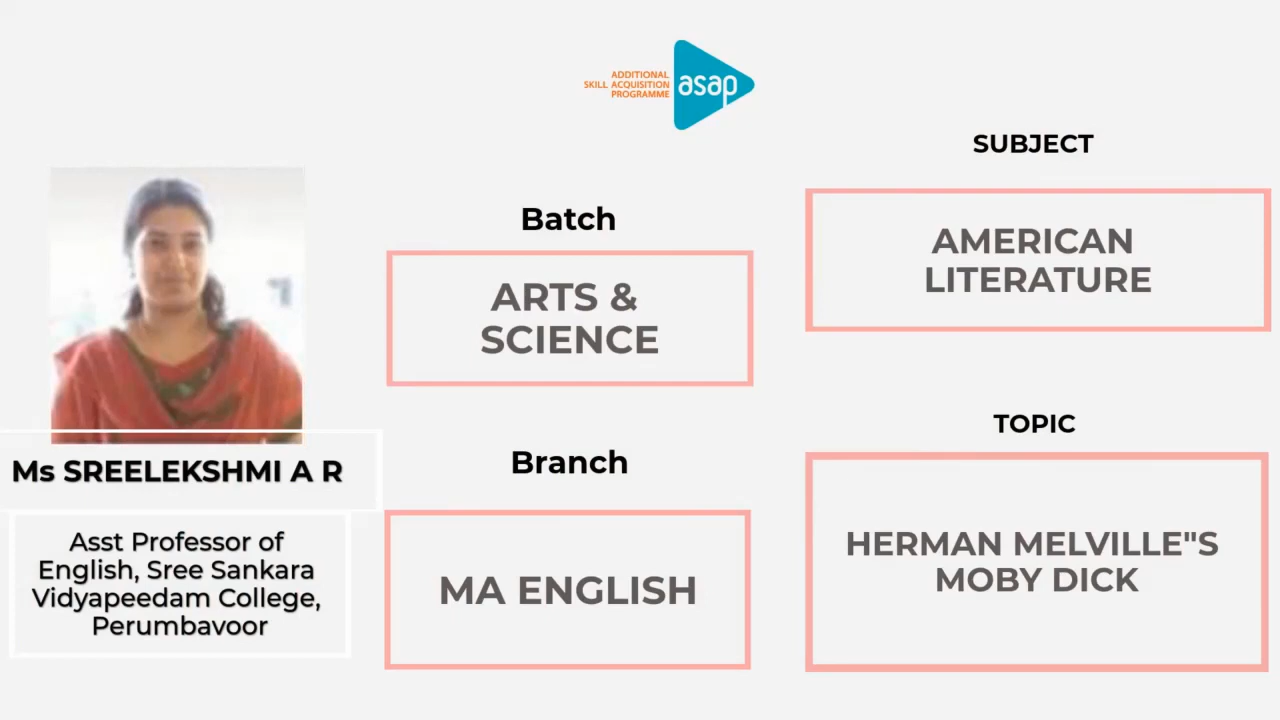 ADDITIONAL
SKILL ACQUISITION
PROGRAMME
asap
Ms SREELEKSHMI A R
Asst Professor of
English, Sree Sankara
Vidyapeedam College,
Perumbavoor
Batch
ARTS &
SCIENCE
Branch
MA ENGLISH
SUBJECT
AMERICAN
LITERATURE
TOPIC
HERMAN MELVILLE"S
MOBY DICK